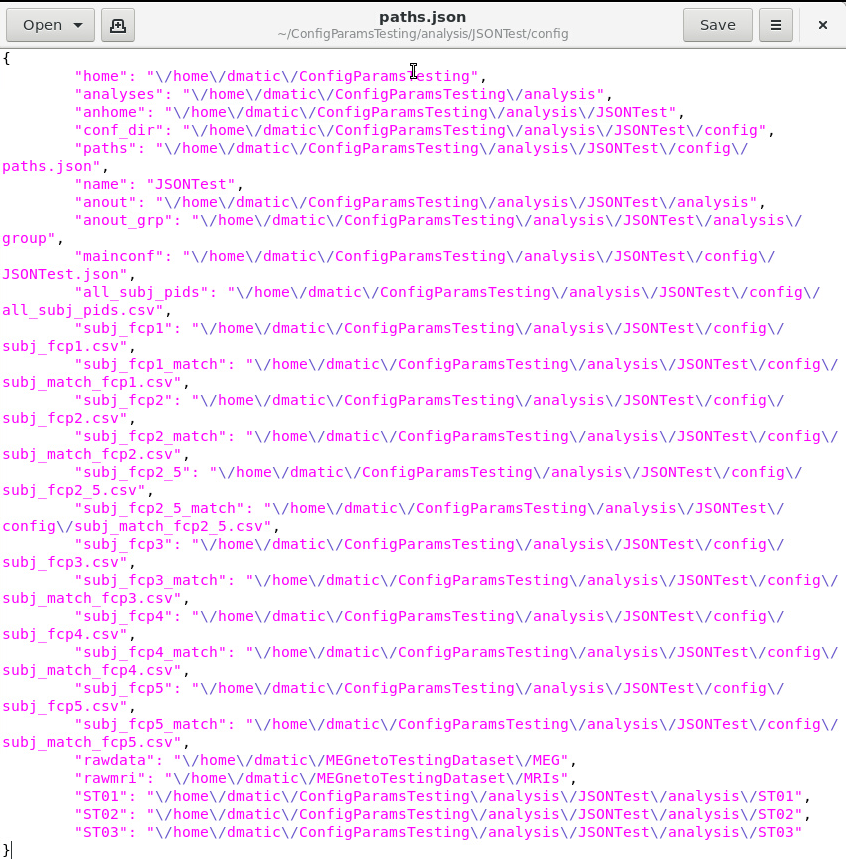 Open
paths.json
~/ConfigParamsTesting/analysis/JSONTest/config
Save
{
"home": "\/home\/dmatic\/ConfigParamsTesting",
"analyses": "\/home\/dmatic\/ConfigParamsTesting\/analysis",
"anhome": "\/home\/dmatic\/ConfigParamsTesting\/analysis\/JSONTest",
"conf_dir": "\/home\/dmatic\/ConfigParamsTesting\/analysis\/JSONTest\/config",
"paths": "\/home\/dmatic\/ConfigParamsTesting\/analysis\/JSONTest\/config\/
paths.json",
"name": "JSONTest",
"anout": "\/home\/dmatic\/ConfigParamsTesting\/analysis\/JSONTest\/analysis",
"anout_grp": "\/home\/dmatic\/ConfigParamsTesting\/analysis\/JSONTest\/analysis\/
group",
"mainconf": "\/home\/dmatic\/ConfigParamsTesting\/analysis\/JSONTest\/config\/
JSONTest.json",
"all_subj_pids": "\/home\/dmatic\/ConfigParamsTesting\/analysis\/JSONTest\/config\/
all_subj_pids.csv",
"subj_fcp1": "\/home\/dmatic\/ConfigParamsTesting\/analysis\/JSONTest\/config\/
subj_fcp1.csv",
"subj_fcp1_match": "\/home\/dmatic\/ConfigParamsTesting\/analysis\/JSONTest\/config\/
subj_match_fcp1.csv",
"subj_fcp2": "\/home\/dmatic\/ConfigParamsTesting\/analysis\/JSONTest\/config\/
subj_fcp2.csv",
"subj_fcp2_match": "\/home\/dmatic\/ConfigParamsTesting\/analysis\/JSONTest\/config\/
subj_match_fcp2.csv",
"subj_fcp2_5": "\/home\/dmatic\/ConfigParamsTesting\/analysis\/JSONTest\/config\/
subj_fcp2_5.csv",
"subj_fcp2_5_match": "\/home\/dmatic\/ConfigParamsTesting\/analysis\/JSONTest\/
config\/subj_match_fcp2_5.csv",
"subj_fcp3": "\/home\/dmatic\/ConfigParamsTesting\/analysis\/JSONTest\/config\/
subj_fcp3.csv",
"subj_fcp3_match": "\/home\/dmatic\/ConfigParamsTesting\/analysis\/JSONTest\/config\/
subj_match_fcp3.csv",
"subj_fcp4": "\/home\/dmatic\/ConfigParamsTesting\/analysis\/JSONTest\/config\/
subj_fcp4.csv",
"subj_fcp4_match": "\/home\/dmatic\/ConfigParamsTesting\/analysis\/JSONTest\/config\/
subj_match_fcp4.csv",
"subj_fcp5": "\/home\/dmatic\/ConfigParamsTesting\/analysis\/JSONTest\/config\/
subj_fcp5.csv",
"subj_fcp5_match": "\/home\/dmatic\/ConfigParamsTesting\/analysis\/JSONTest\/config\/
subj_match_fcp5.csv",
"rawdata": "\/home\/dmatic\/MEGnetoTestingDataset\/MEG",
"rawmri": "\/home\/dmatic\/MEGnetoTestingDataset\/MRIs",
"ST01": "\/home\/dmatic\/ConfigParamsTesting\/analysis\/JSONTest\/analysis\/ST01",
"ST02": "\/home\/dmatic\/ConfigParamsTesting\/analysis\/JSONTest\/analysis\/ST02",
"ST03": "\/home\/dmatic\/ConfigParamsTesting\/analysis\/JSONTest\/analysis\/ST03"
}